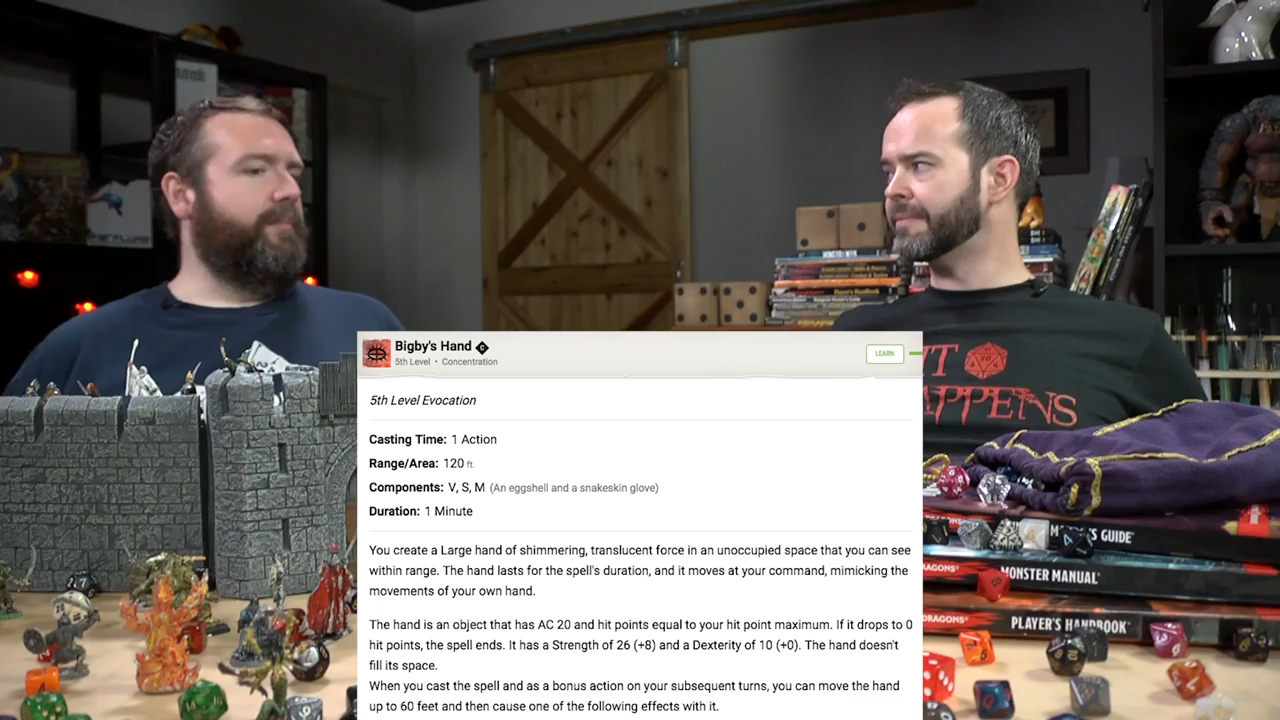 Bigby's Hand
LEARN
5th Level • Concentration
5th Level Evocation
Casting Time: 1 Action
Range/Area: 120 ft.
Components: V, S, M (An eggshell and a snakeskin glove)
Duration: 1 Minute
You create a Large hand of shimmering, translucent force in an unoccupied space that you can see
within range. The hand lasts for the spell's duration, and it moves at your command, mimicking the
movements of your own hand.
The hand is an object that has AC 20 and hit points equal to your hit point maximum. If it drops to 0
hit points, the spell ends. It has a Strength of 26 (+8) and a Dexterity of 10 (+0). The hand doesn't
fill its space.
When you cast the spell and as a bonus action on your subsequent turns, you can move the hand
up to 60 feet and then cause one of the following effects with it.
IT
APPENS
20
GUIDE
DRAGONS
MONSTER MANUAL
DRAGONS
PLAYER'S HANDBOOK